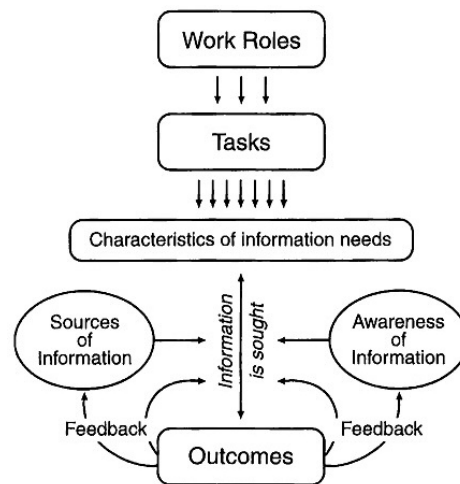 Work Roles
Tasks
Characteristics of information needs
Sources
of
Information
Information
is sought
Awareness
of
Information
Feedback
Feedback
Outcomes